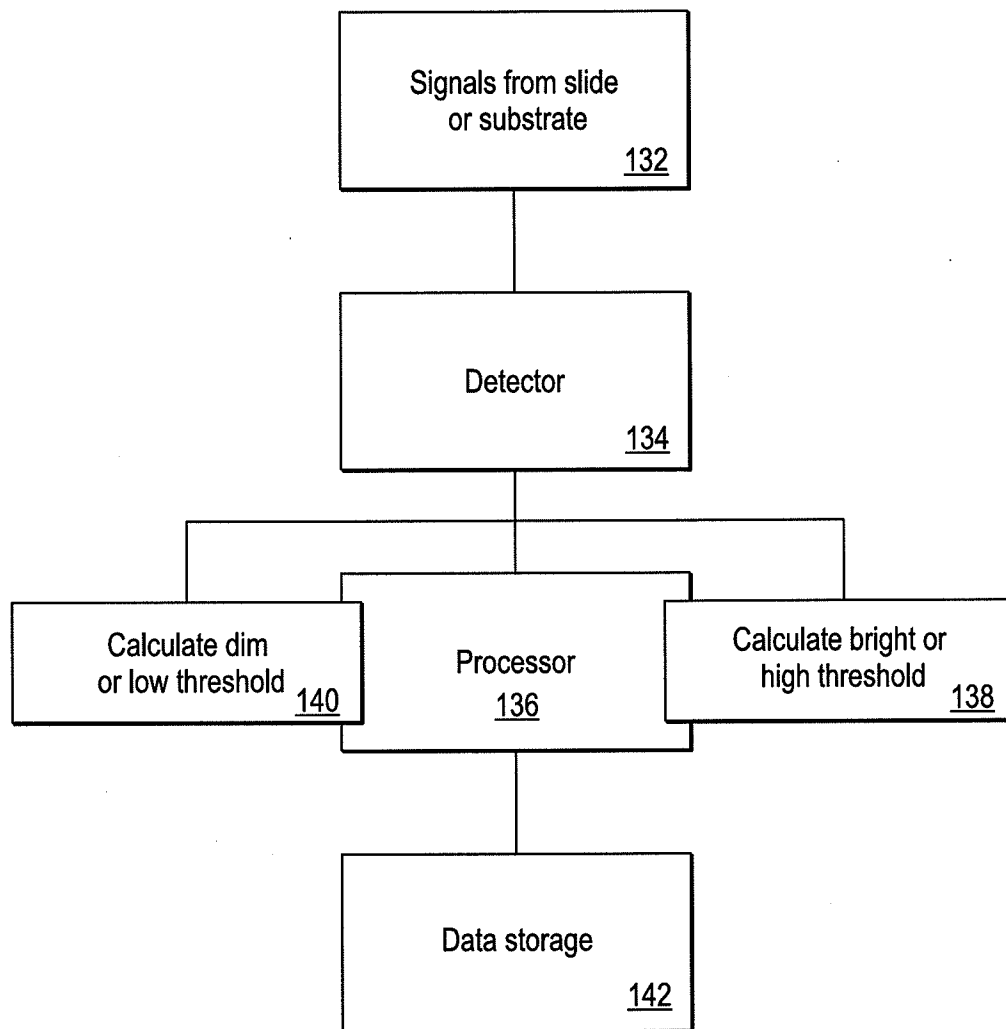 Signals from slide
or substrate
132
Detector
134
Calculate dim
or low threshold
140
Processor
136
Calculate bright or
high threshold
138
Data storage
142